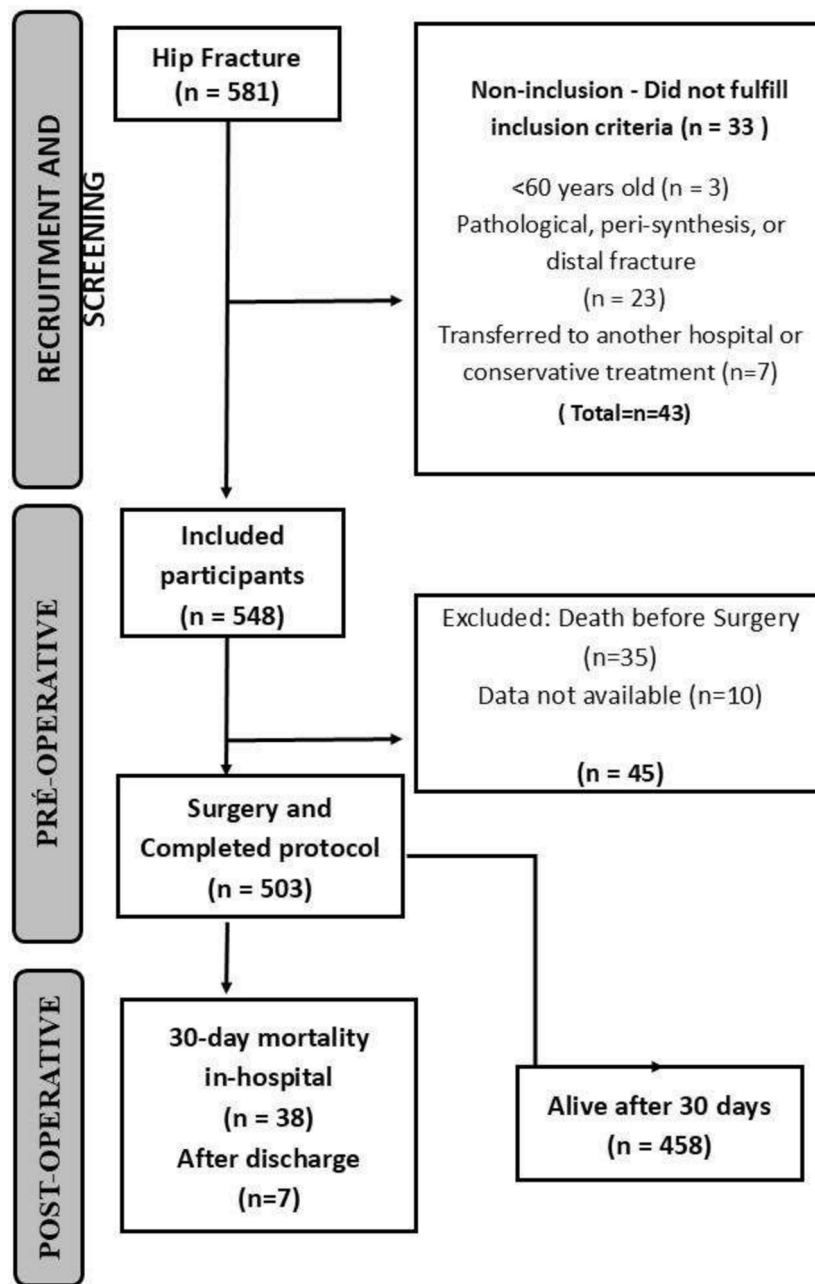 RECRUITMENT AND
SCREENING
Hip Fracture
(n = 581)
Non-inclusion - Did not fulfill
inclusion criteria (n = 33 )
<60 years old (n = 3)
Pathological, peri-synthesis, or
distal fracture
(n = 23)
Transferred to another hospital or
conservative treatment (n=7)
( Total=n=43)
PRÉ-OPERATIVE
Included
participants
(n = 548)
Excluded: Death before Surgery
(n=35)
Data not available (n=10)
(n = 45)
Surgery and
Completed protocol
(n = 503)
POST-OPERATIVE
30-day mortality
in-hospital
(n = 38)
After discharge
(n=7)
Alive after 30 days
(n = 458)